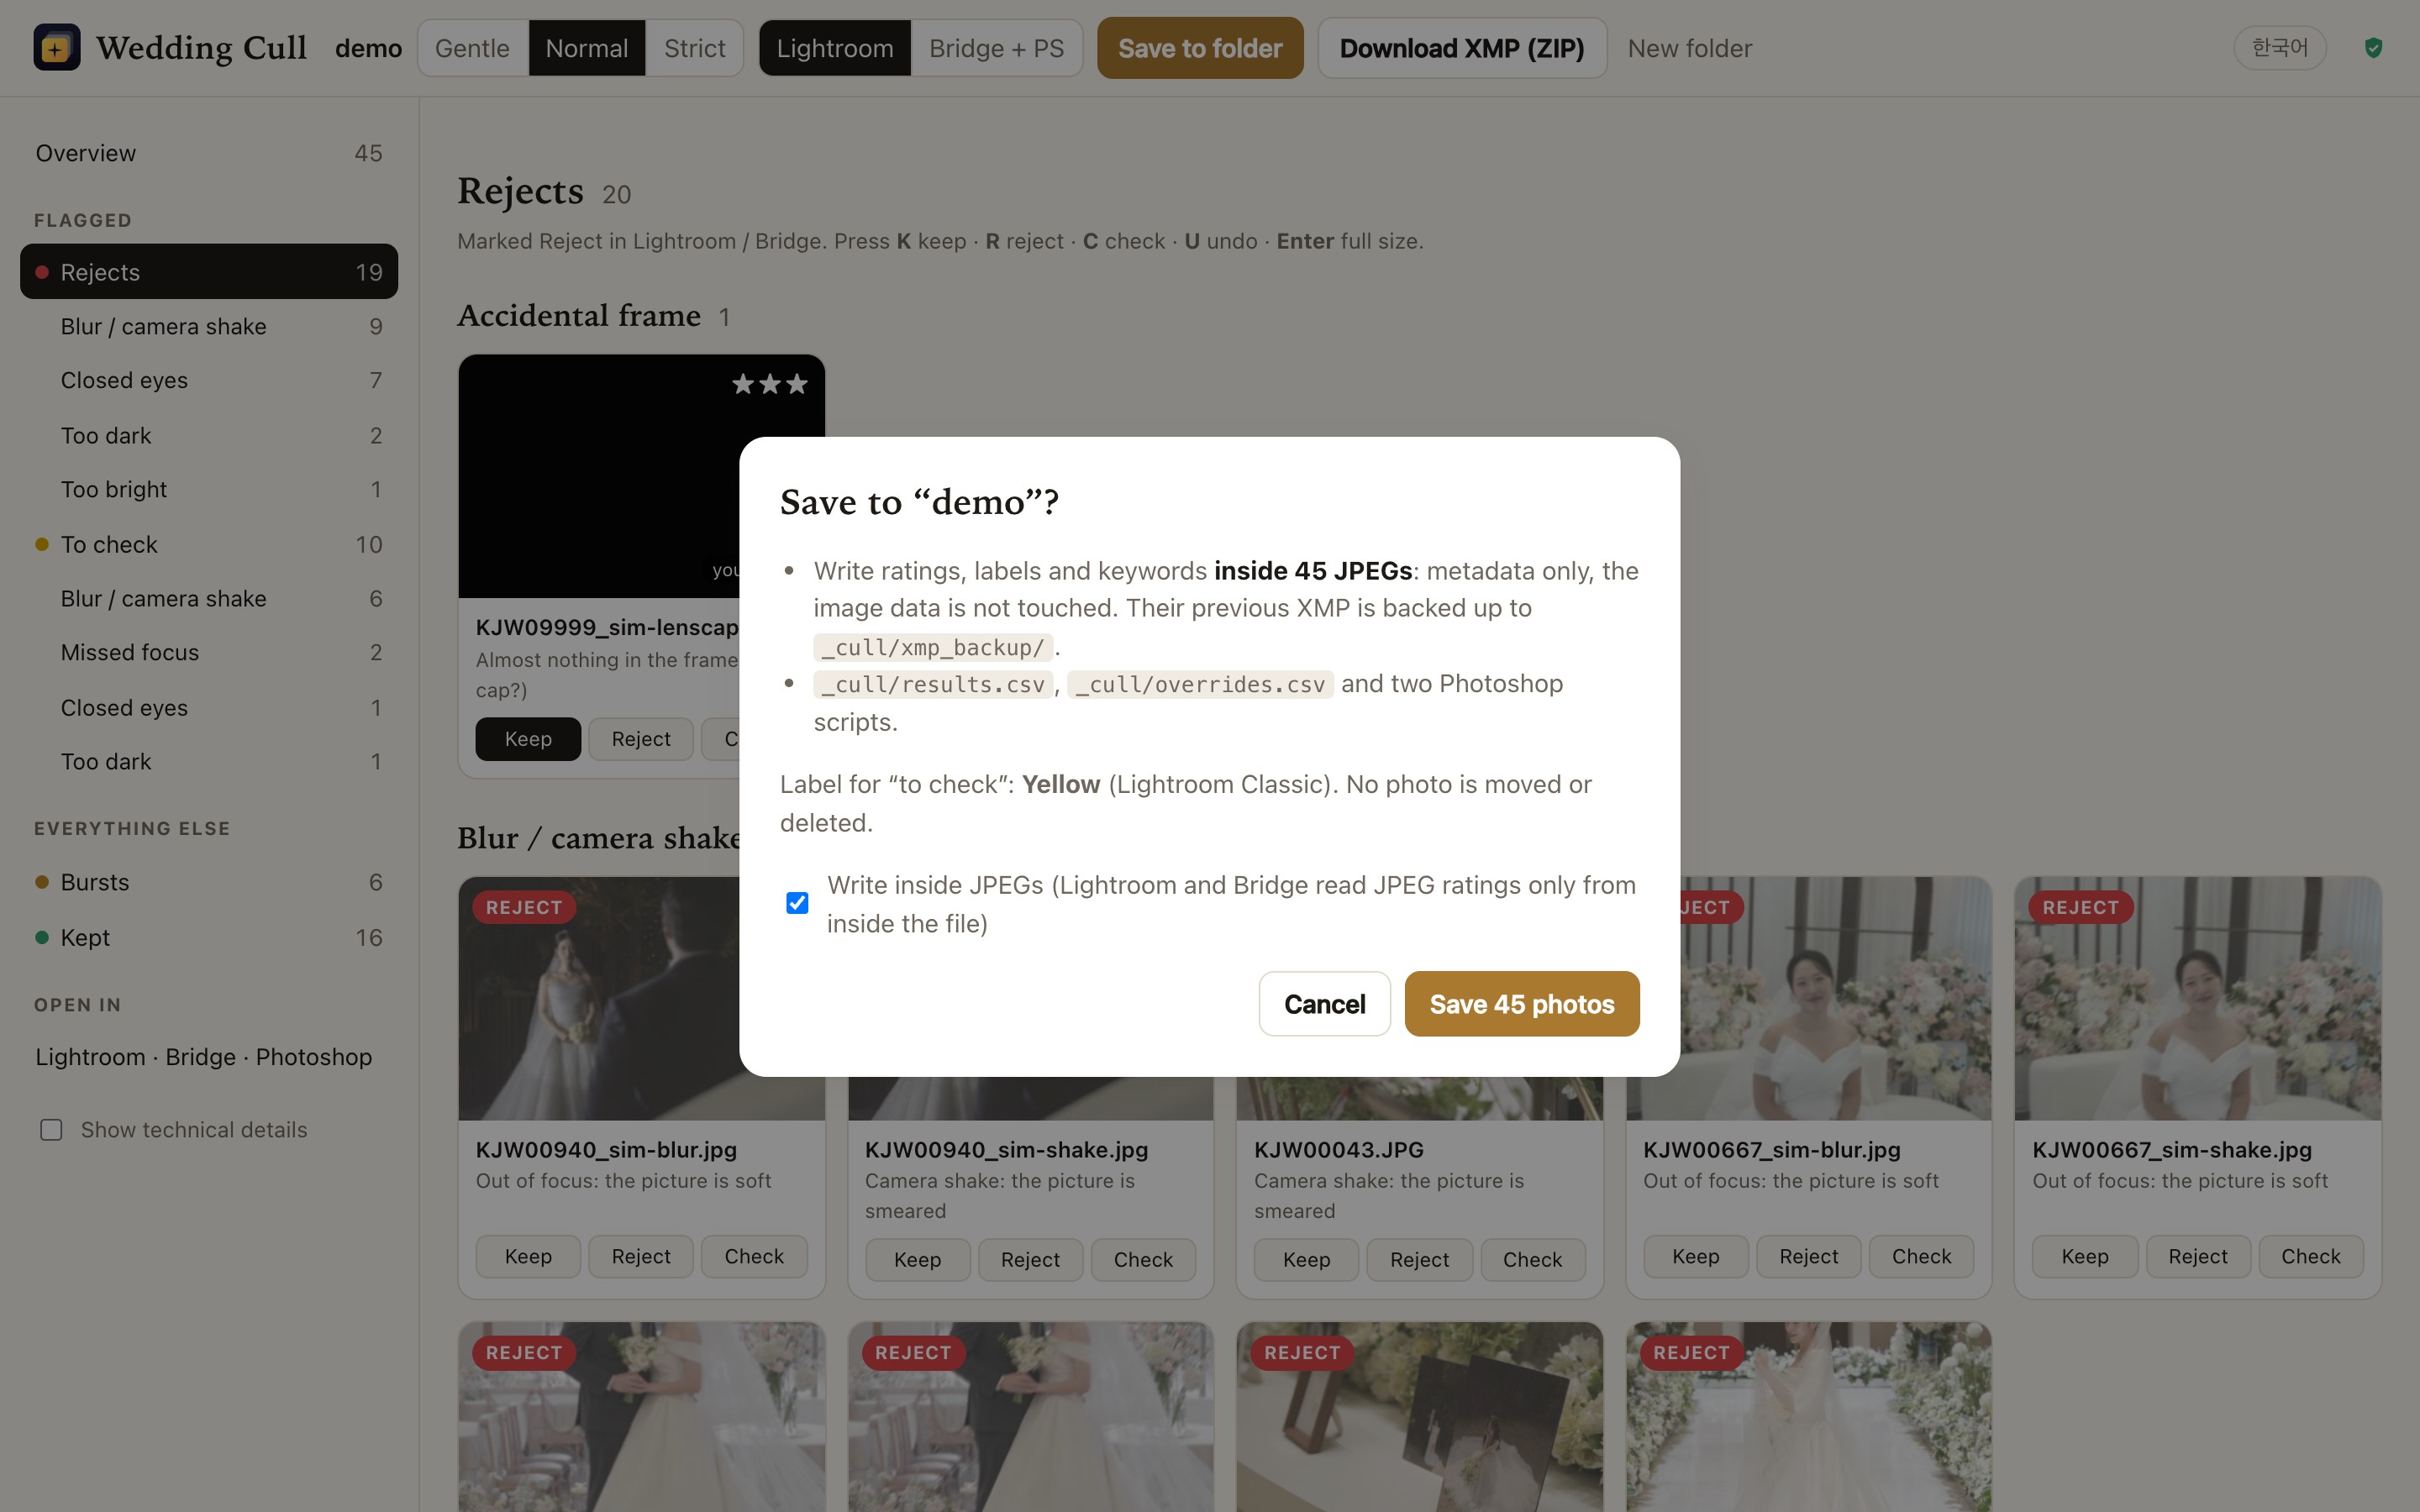 Wedding Cull
demo
Gentle
Normal
Strict
Lightroom
Bridge + PS
Save to folder
Download XMP (ZIP)
New folder
한국어
Overview 45
FLAGGED
Rejects 19
Blur / camera shake 9
Closed eyes 7
Too dark 2
Too bright 1
To check 10
Blur / camera shake 6
Missed focus 2
Closed eyes 1
Too dark 1
EVERYTHING ELSE
Bursts 6
Kept 16
OPEN IN
Lightroom · Bridge · Photoshop
Show technical details
Rejects 20
Marked Reject in Lightroom / Bridge. Press K keep · R reject · C check · U undo · Enter full size.
Accidental frame 1
KJW09999_sim-lenscap
Almost nothing in the frame
cap?)
Keep
Reject
Save to “demo”?
• Write ratings, labels and keywords inside 45 JPEGs: metadata only, the
image data is not touched. Their previous XMP is backed up to
_cull/xmp_backup/.
• _cull/results.csv, _cull/overrides.csv and two Photoshop
scripts.
Label for “to check”: Yellow (Lightroom Classic). No photo is moved or
deleted.
Write inside JPEGs (Lightroom and Bridge read JPEG ratings only from
inside the file)
Cancel
Save 45 photos
Blur / camera shake
REJECT
KJW00940_sim-blur.jpg
Out of focus: the picture is soft
Keep Reject Check
KJW00940_sim-shake.jpg
Camera shake: the picture is
smeared
Keep Reject Check
KJW00043.JPG
Camera shake: the picture is
smeared
Keep Reject Check
JECT
KJW00667_sim-blur.jpg
Out of focus: the picture is soft
Keep Reject Check
REJECT
KJW00667_sim-shake.jpg
Out of focus: the picture is soft
Keep Reject Check
REJECT
REJECT
REJECT
REJECT